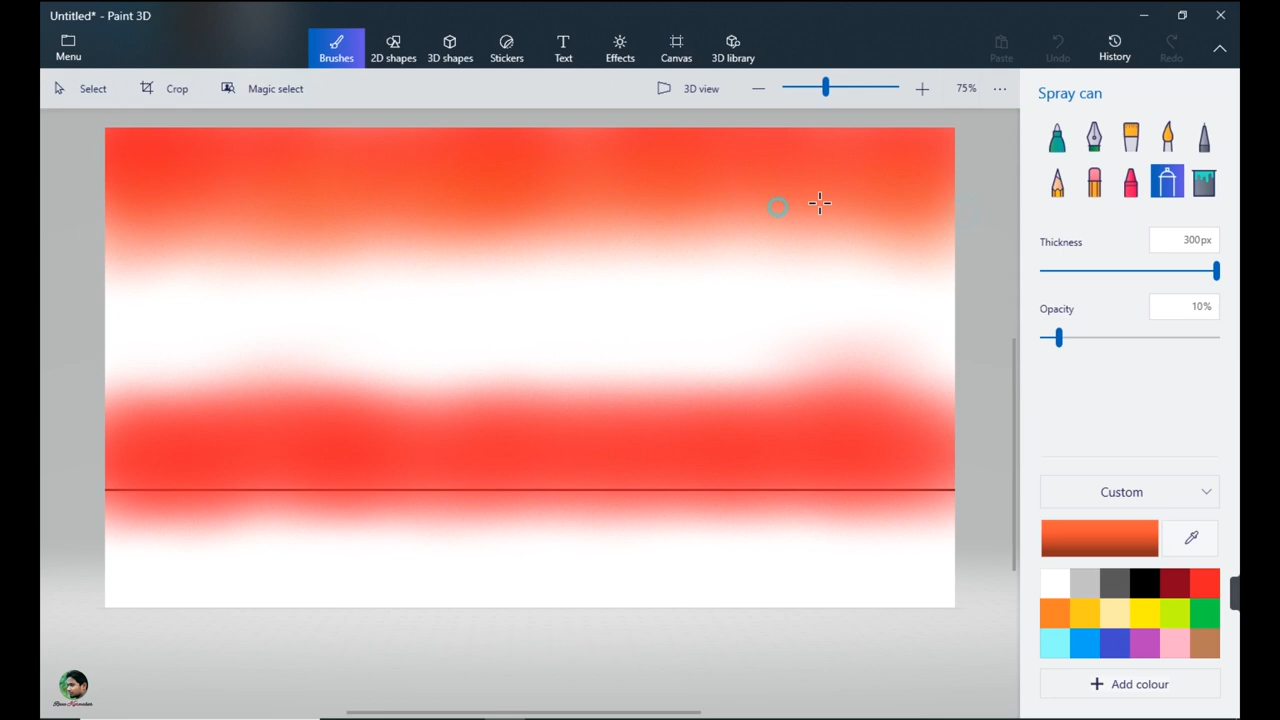 Untitled* - Paint 3D
Menu
Brushes
2D shapes
3D shapes
Stickers
Text
Effects
Canvas
3D library
Paste
Undo
History
Redo
Select
Crop
Magic select
3D view
75%
Spray can
Thickness
300px
Opacity
10%
Custom
Add colour